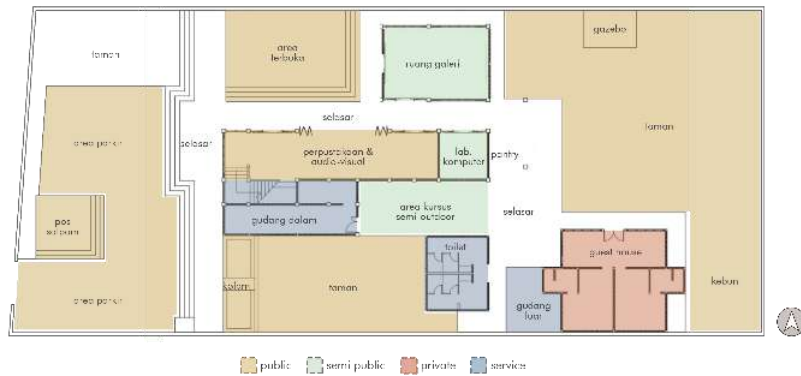 taman
area
terbuka
ruang galeri
gazebo
area parkir
selasar
selasar
perpustakaan &
audio-visual
lab.
komputer
pantry
taman
pos
satpam
gudang dalam
area kursus
semi outdoor
selasar
toilet
guest house
kolam
taman
area parkir
gudang
luar
kebun
public
semi public
private
service